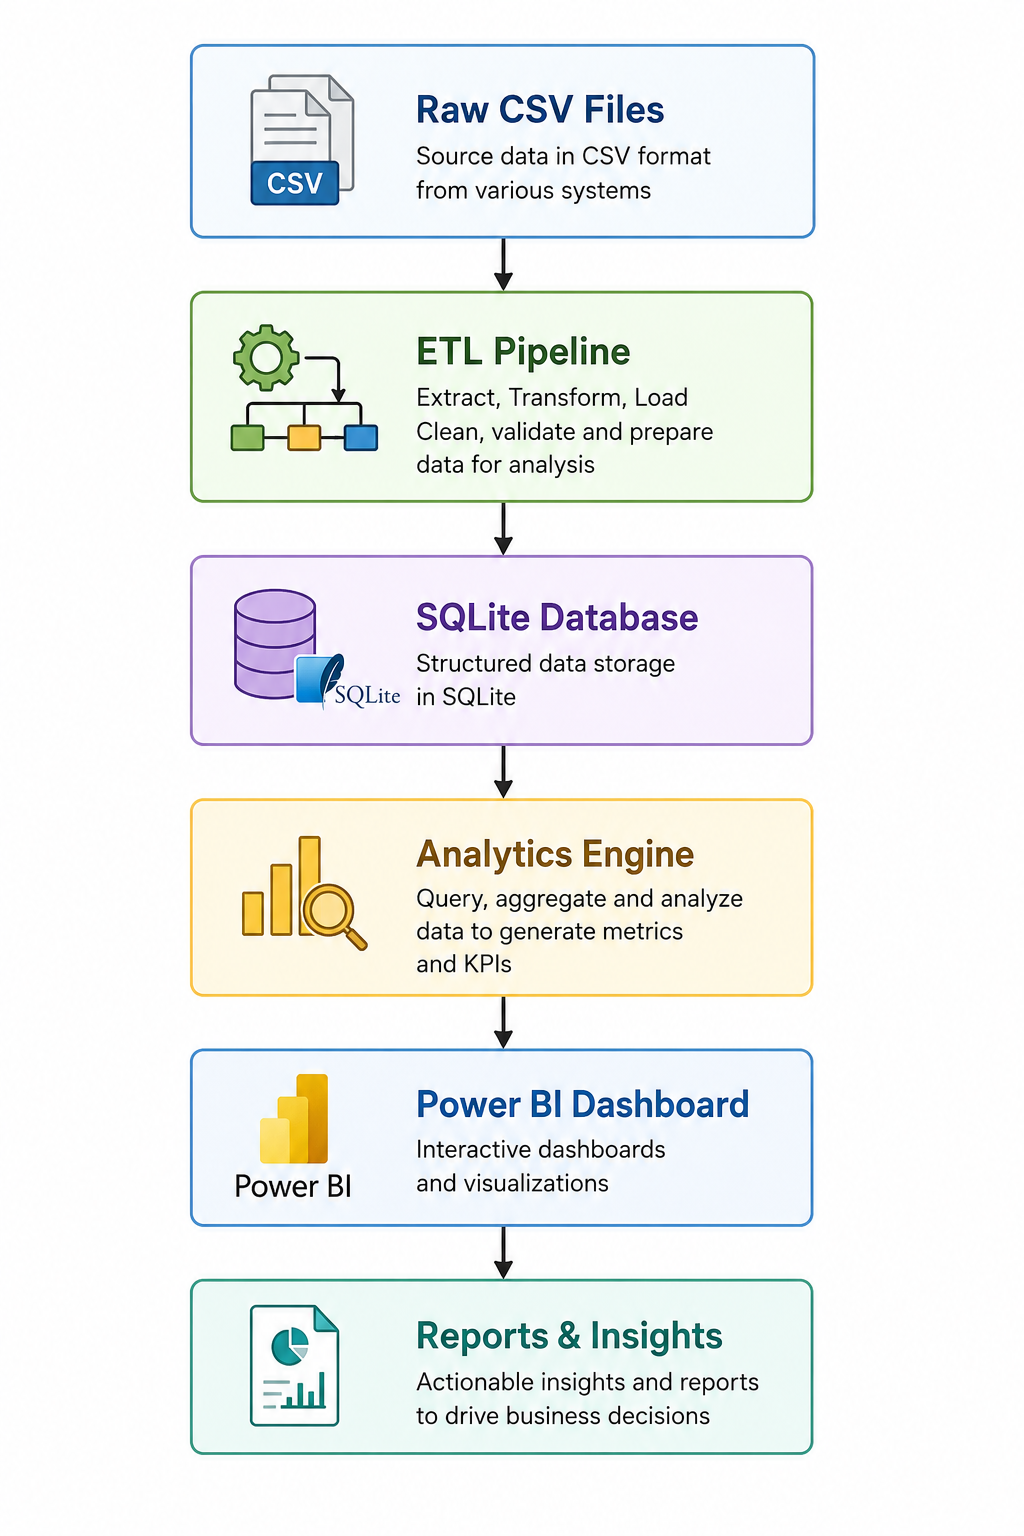 CSV
Raw CSV Files
Source data in CSV format
from various systems
ETL Pipeline
Extract, Transform, Load
Clean, validate and prepare
data for analysis
SQLite
SQLite Database
Structured data storage
in SQLite
Analytics Engine
Query, aggregate and analyze
data to generate metrics
and KPIs
Power BI
Power BI Dashboard
Interactive dashboards
and visualizations
Reports & Insights
Actionable insights and reports
to drive business decisions